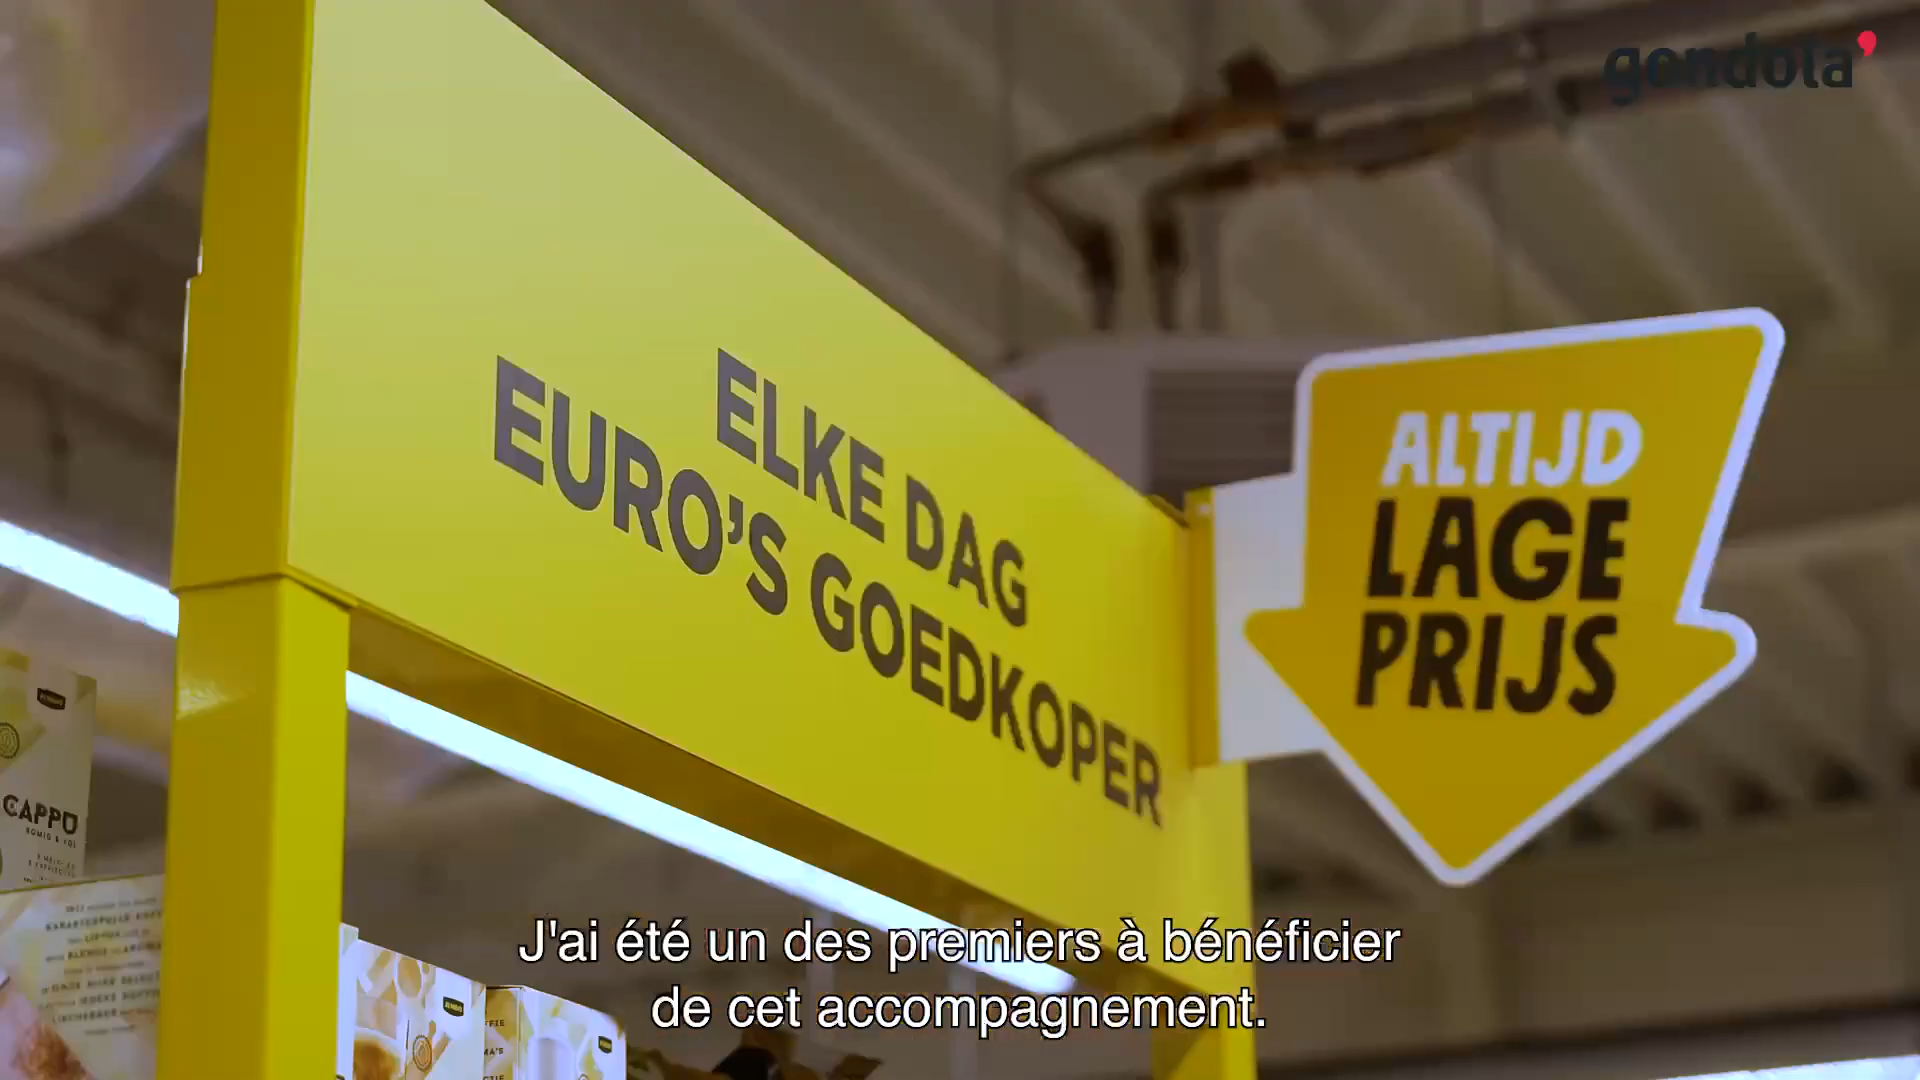 gondola
ELKE DAG
EURO'S GOEDKOPER
ALTIJD
LAGE
PRIJS
CAPPU
J'ai été un des premiers à bénéficier
de cet accompagnement.